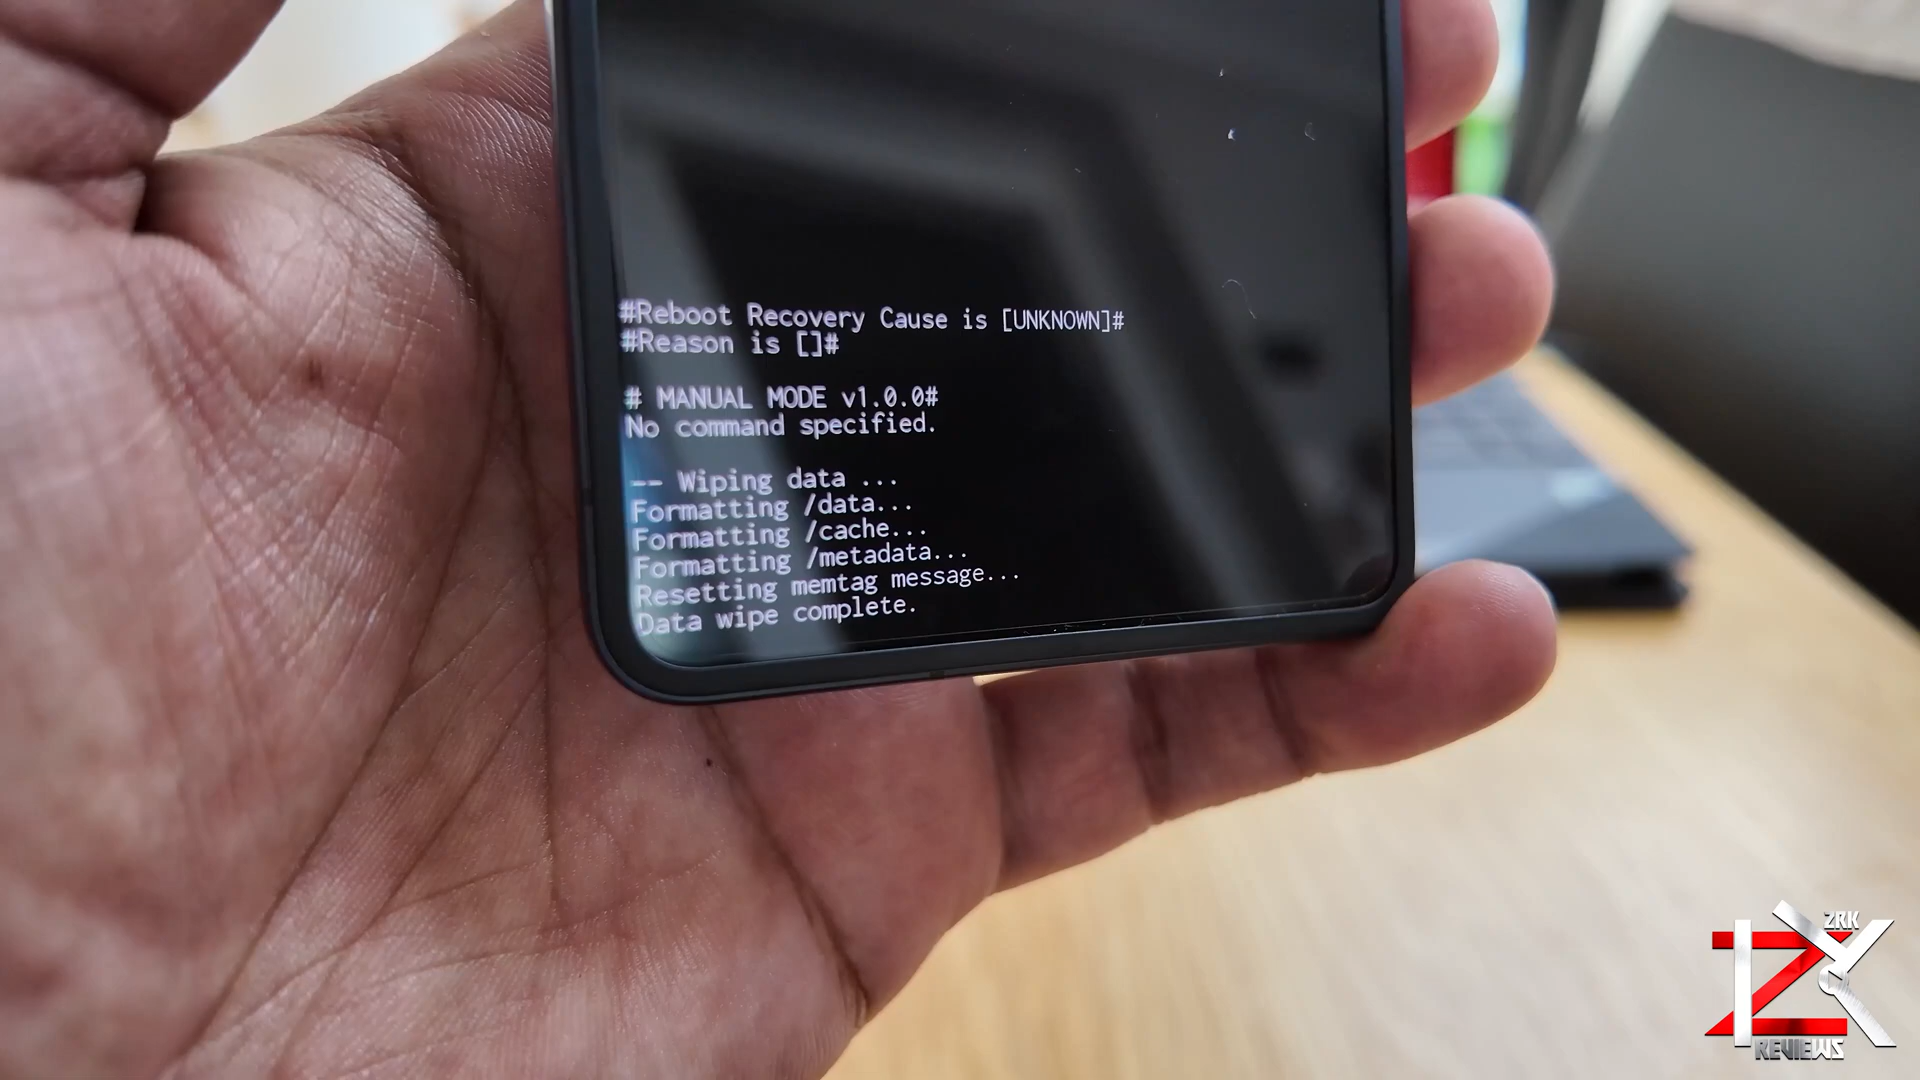 #Reboot Recovery Cause is [UNKNOWN]#
#Reason is []#
# MANUAL MODE v1.0.0#
No command specified.
-- Wiping data ...
Formatting /data...
Formatting /cache...
Formatting /metadata...
Resetting memtag message...
Data wipe complete.
ZRK
REVIEWS